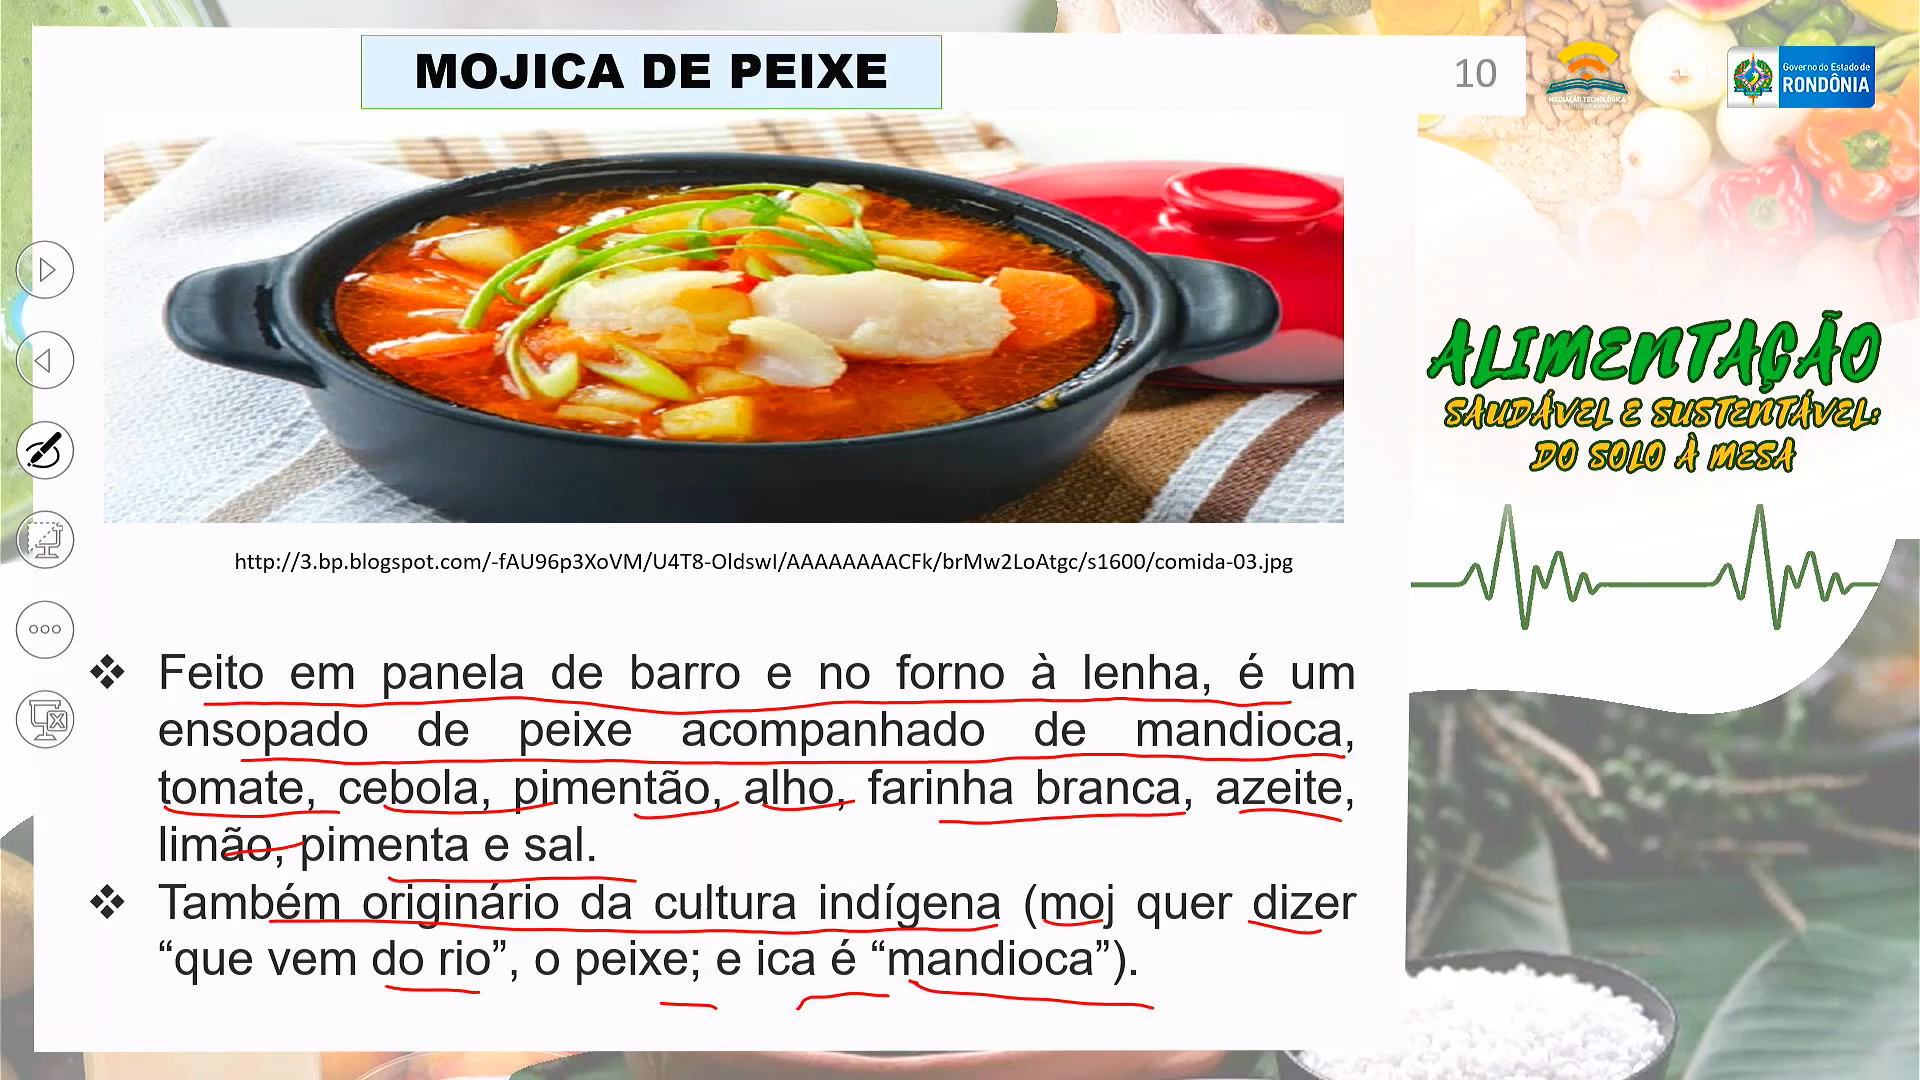 MOJICA DE PEIXE
10
MEDIAÇÃO TECNOLÓGICA
Governo do Estado de
RONDÔNIA
ALIMENTAÇÃO
SAUDÁVEL E SUSTENTÁVEL:
DO SOLO À MESA
http://3.bp.blogspot.com/-fAU96p3XoVM/U4T8-OldswI/AAAAAAAACFk/brMw2LoAtgc/s1600/comida-03.jpg
❖ Feito em panela de barro e no forno à lenha, é um
ensopado de peixe acompanhado de mandioca,
tomate, cebola, pimentão, alho, farinha branca, azeite,
limão, pimenta e sal.
❖ Também originário da cultura indígena (moj quer dizer
“que vem do rio”, o peixe; e ica é “mandioca”).